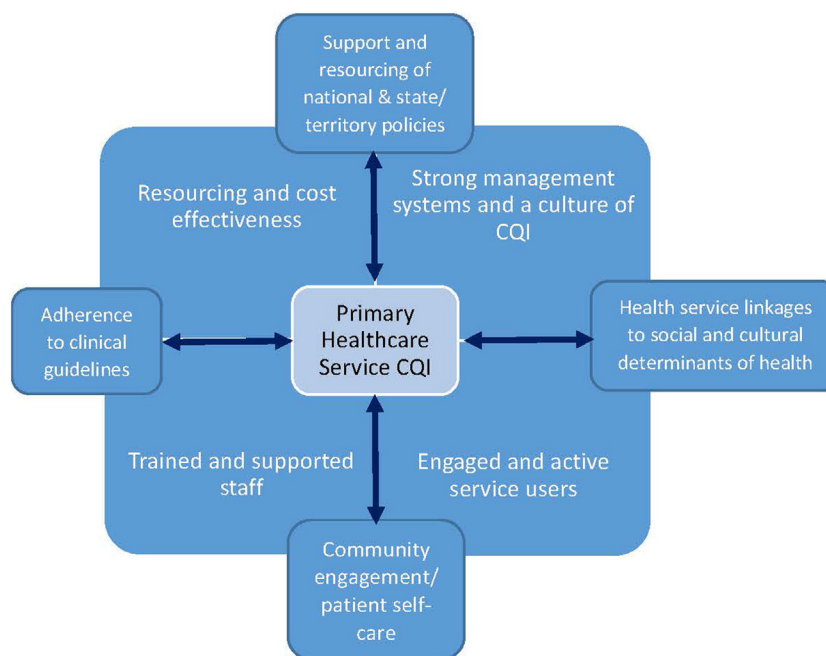 Support and
resourcing of
national & state/
territory policies
Resourcing and cost
effectiveness
Strong management
systems and a culture of
CQI
Adherence
to clinical
guidelines
Primary
Healthcare
Service CQI
Health service linkages
to social and cultural
determinants of health
Trained and supported
staff
Engaged and active
service users
Community
engagement/
patient self-
care